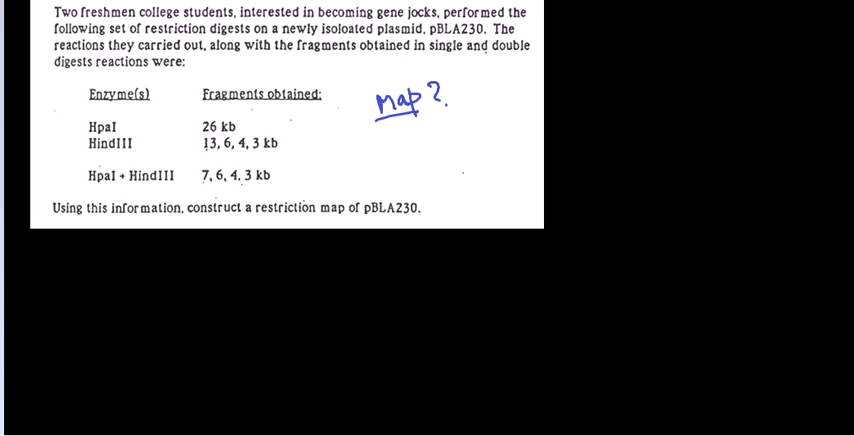 Two freshmen college students, interested in becoming gene jocks, performed the
following set of restriction digests on a newly isoloated plasmid, pBLA230. The
reactions they carried out, along with the fragments obtained in single and double
digests reactions were:
Enzyme(s) Fragments obtained:
Map?
HpaI 26 kb
HindIII 13, 6, 4, 3 kb
HpaI + HindIII 7, 6, 4, 3 kb
Using this information, construct a restriction map of pBLA230.